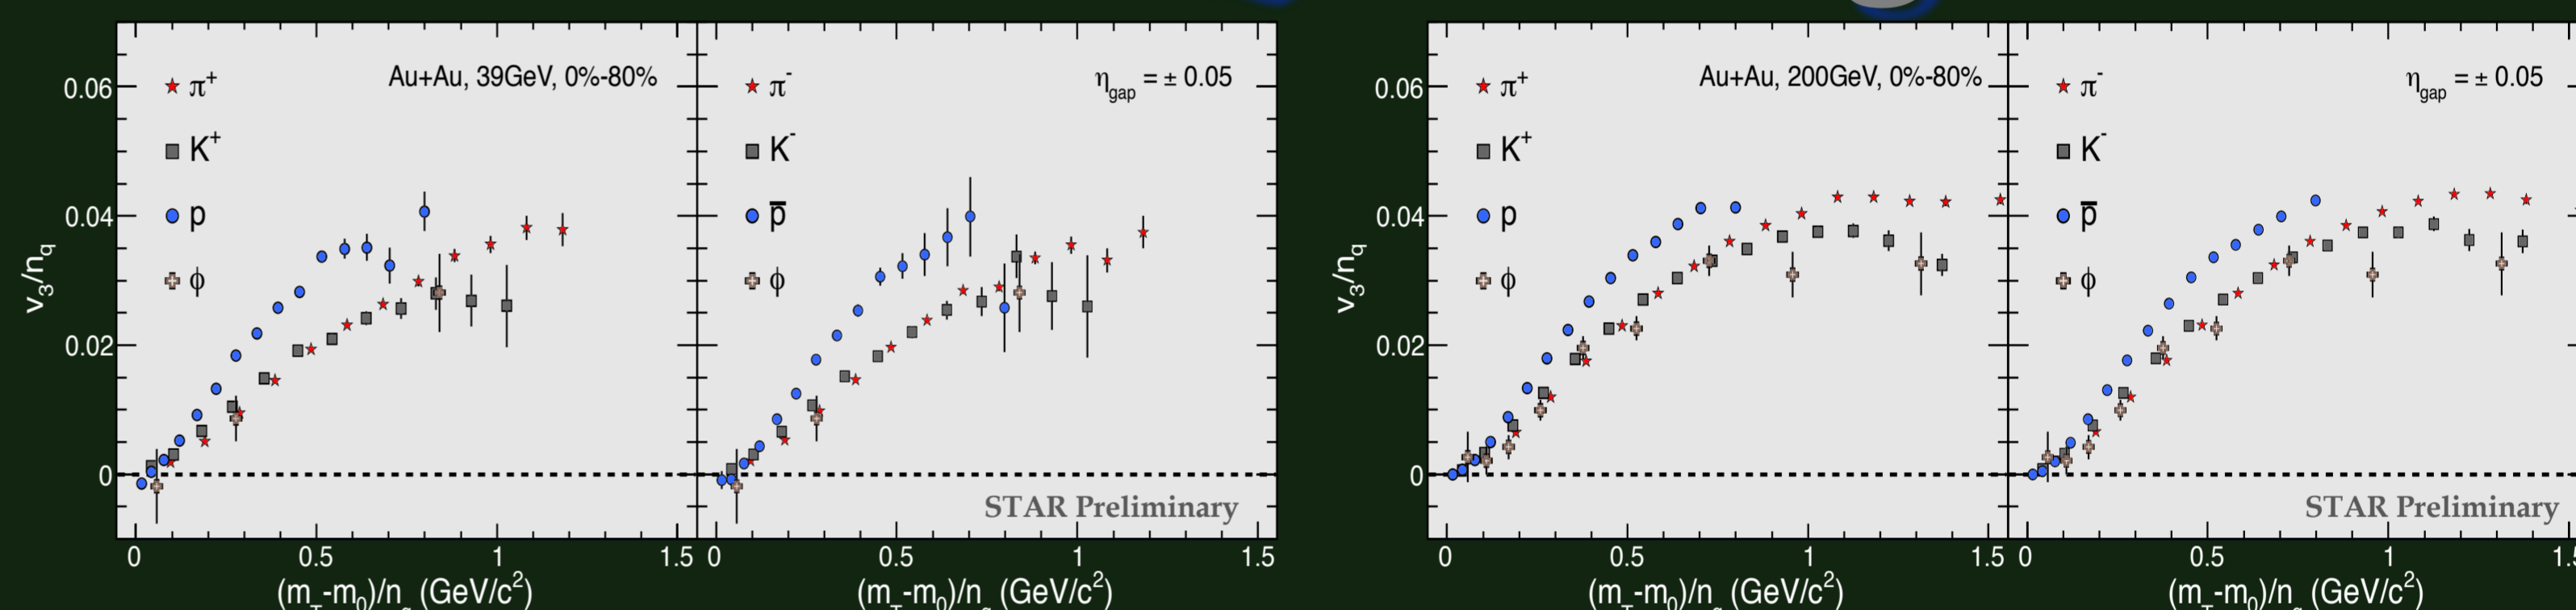 π+ Au+Au, 39GeV, 0%-80%
K+
p
ϕ
v3/nq
0.06
0.04
0.02
0
0 0.5 1 1.5
(mT-m0)/nq (GeV/c2)
π- ηgap = ± 0.05
K-
p̅
ϕ
STAR Preliminary
0 0.5 1 1.5
(mT-m0)/nq (GeV/c2)
π+ Au+Au, 200GeV, 0%-80%
K+
p
ϕ
v3/nq
0.06
0.04
0.02
0
0 0.5 1 1.5
(mT-m0)/nq (GeV/c2)
π- ηgap = ± 0.05
K-
p̅
ϕ
STAR Preliminary
0 0.5 1 1.5
(mT-m0)/nq (GeV/c2)